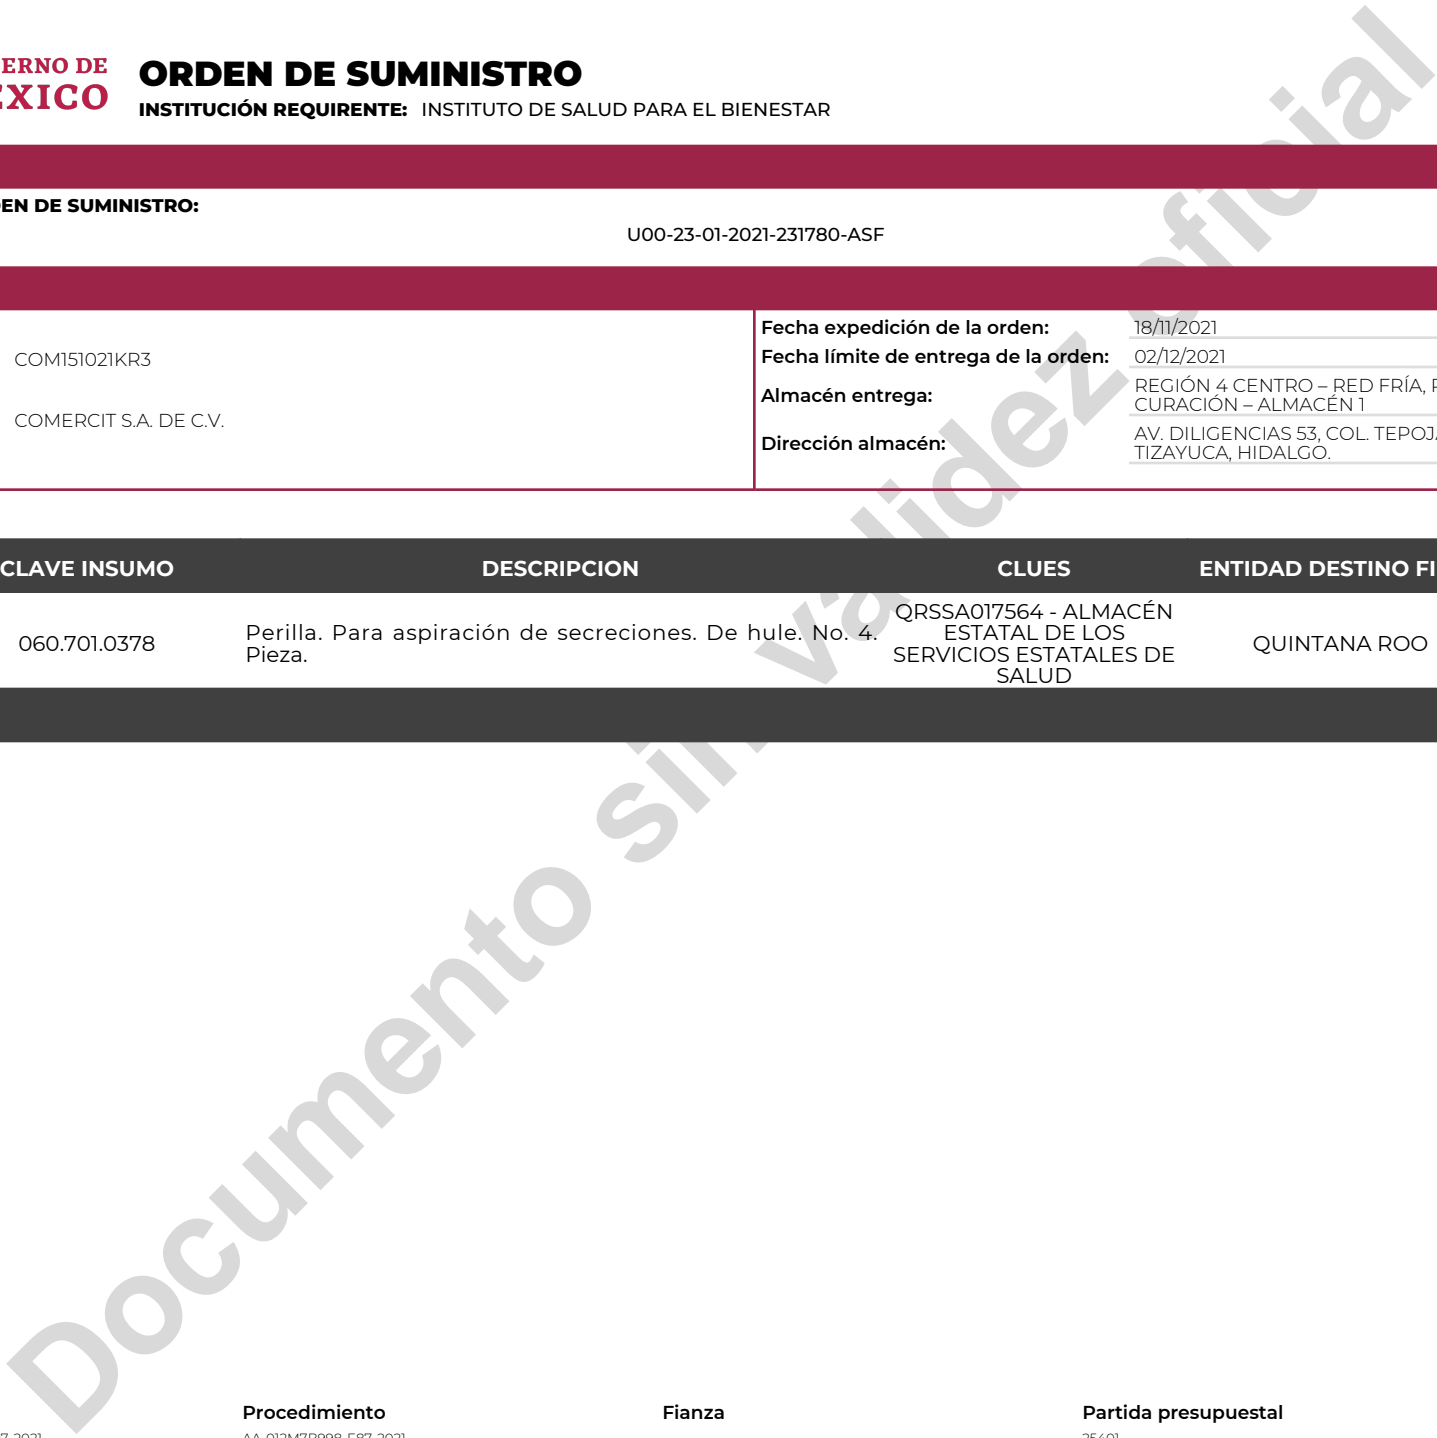 ORDEN DE SUMINISTRO
INSTITUCIÓN REQUIRENTE: INSTITUTO DE SALUD PARA EL BIENESTAR
DE SUMINISTRO:
U00-23-01-2021-231780-ASF
COM151021KR3
COMERCIT S.A. DE C.V.
Fecha expedición de la orden: 18/11/2021
Fecha límite de entrega de la orden: 02/12/2021
Almacén entrega: REGIÓN 4 CENTRO – RED FRÍA,
CURACIÓN – ALMACÉN 1
Dirección almacén: AV. DILIGENCIAS 53, COL.
TIZAYUCA, HIDALGO.
CLAVE INSUMO DESCRIPCION CLUES ENTIDAD DESTINO
060.701.0378
Perilla. Para aspiración de secreciones. De hule. No. 4.
Pieza.
QRSSA017564 - ALMACÉN
ESTATAL DE LOS
SERVICIOS ESTATALES DE
SALUD
QUINTANA ROO
Documento sin validez oficial
Procedimiento Fianza Partida presupuestal